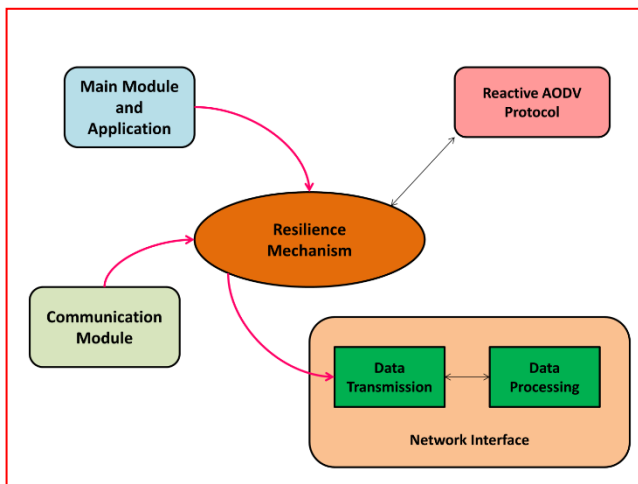 Main Module
and
Application
Reactive AODV
Protocol
Resilience
Mechanism
Communication
Module
Data
Transmission
Data
Processing
Network Interface